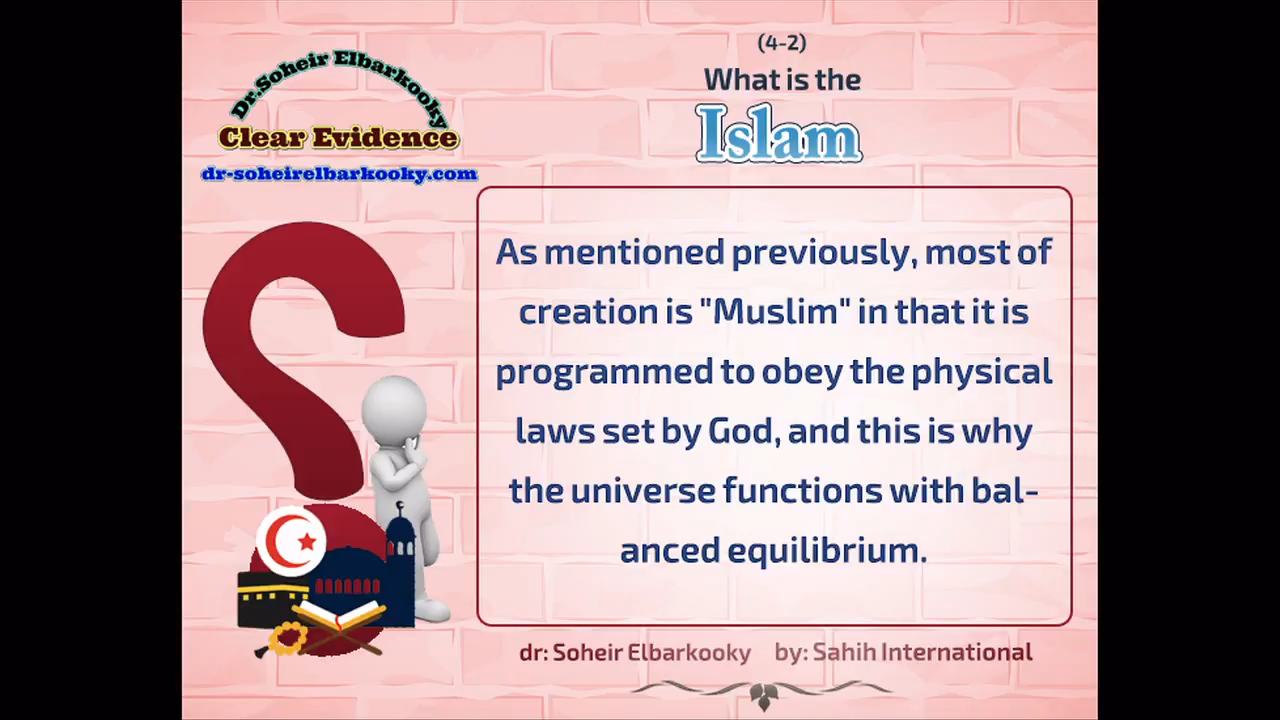 Dr.Soheir Elbarkooky
Clear Evidence
dr-soheirelbarkooky.com
(4-2)
What is the
Islam
As mentioned previously, most of
creation is "Muslim" in that it is
programmed to obey the physical
laws set by God, and this is why
the universe functions with bal-
anced equilibrium.
dr: Soheir Elbarkooky by: Sahih International